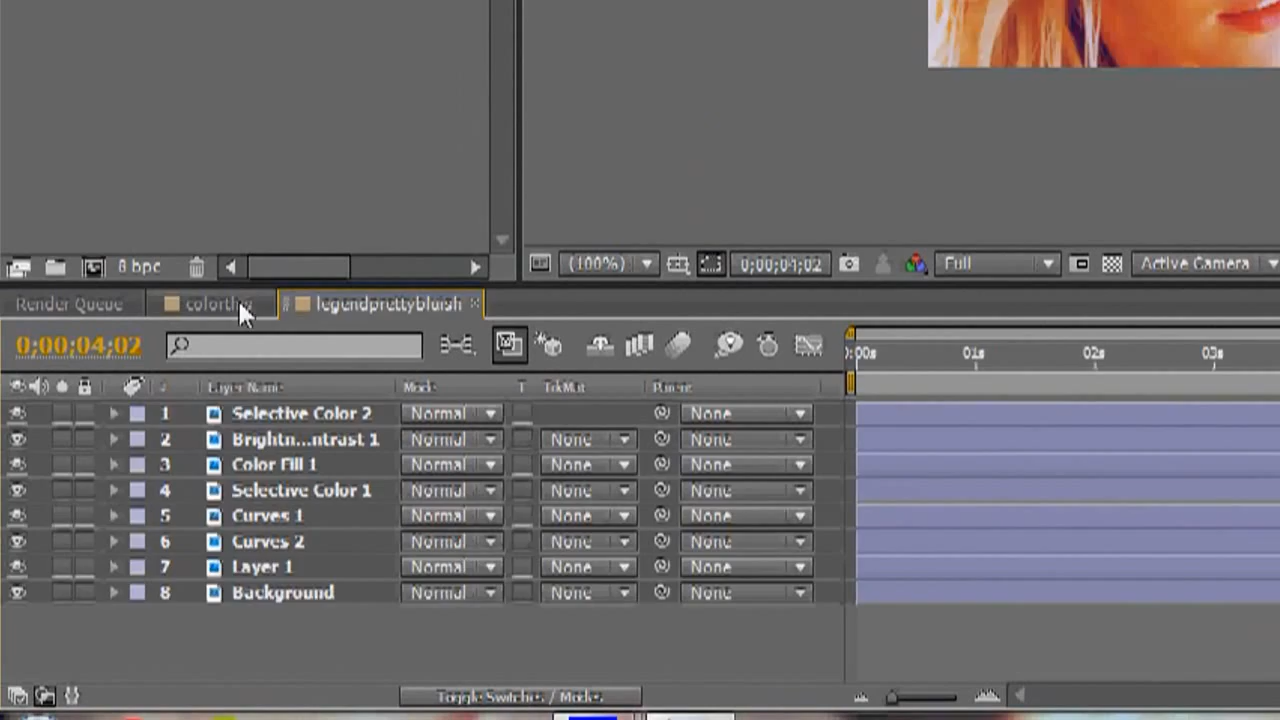 8 bpc (100%) 0;00;04;02 Full Active Camera
Render Queue legendprettybluish
0;00;04;02 :00s 01s 02s 03s
# Layer Name Mode T TrkMat Parent
1 Selective Color 2 Normal None
2 Brightn...ntrast 1 Normal None None
3 Color Fill 1 Normal None None
4 Selective Color 1 Normal None None
5 Curves 1 Normal None None
6 Curves 2 Normal None None
7 Layer 1 Normal None None
8 Background Normal None None
Toggle Switches / Modes